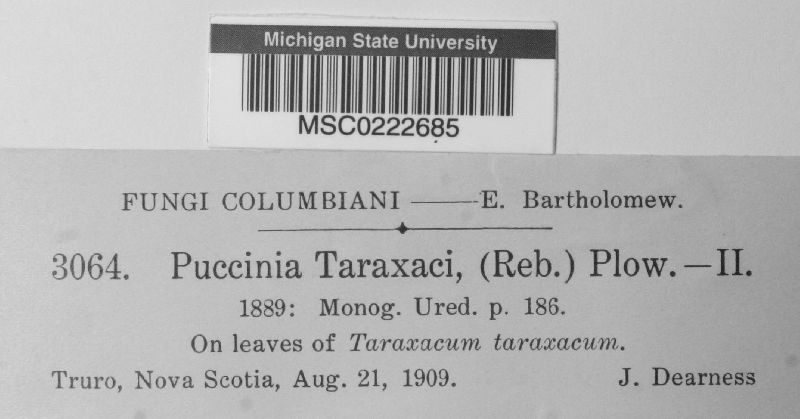 Michigan State University
MSC0222685
FUNGI COLUMBIANI ——— E. Bartholomew.
3064. Puccinia Taraxaci, (Reb.) Plow.—II.
1889: Monog. Ured. p. 186.
On leaves of Taraxacum taraxacum.
Truro, Nova Scotia, Aug. 21, 1909. J. Dearness